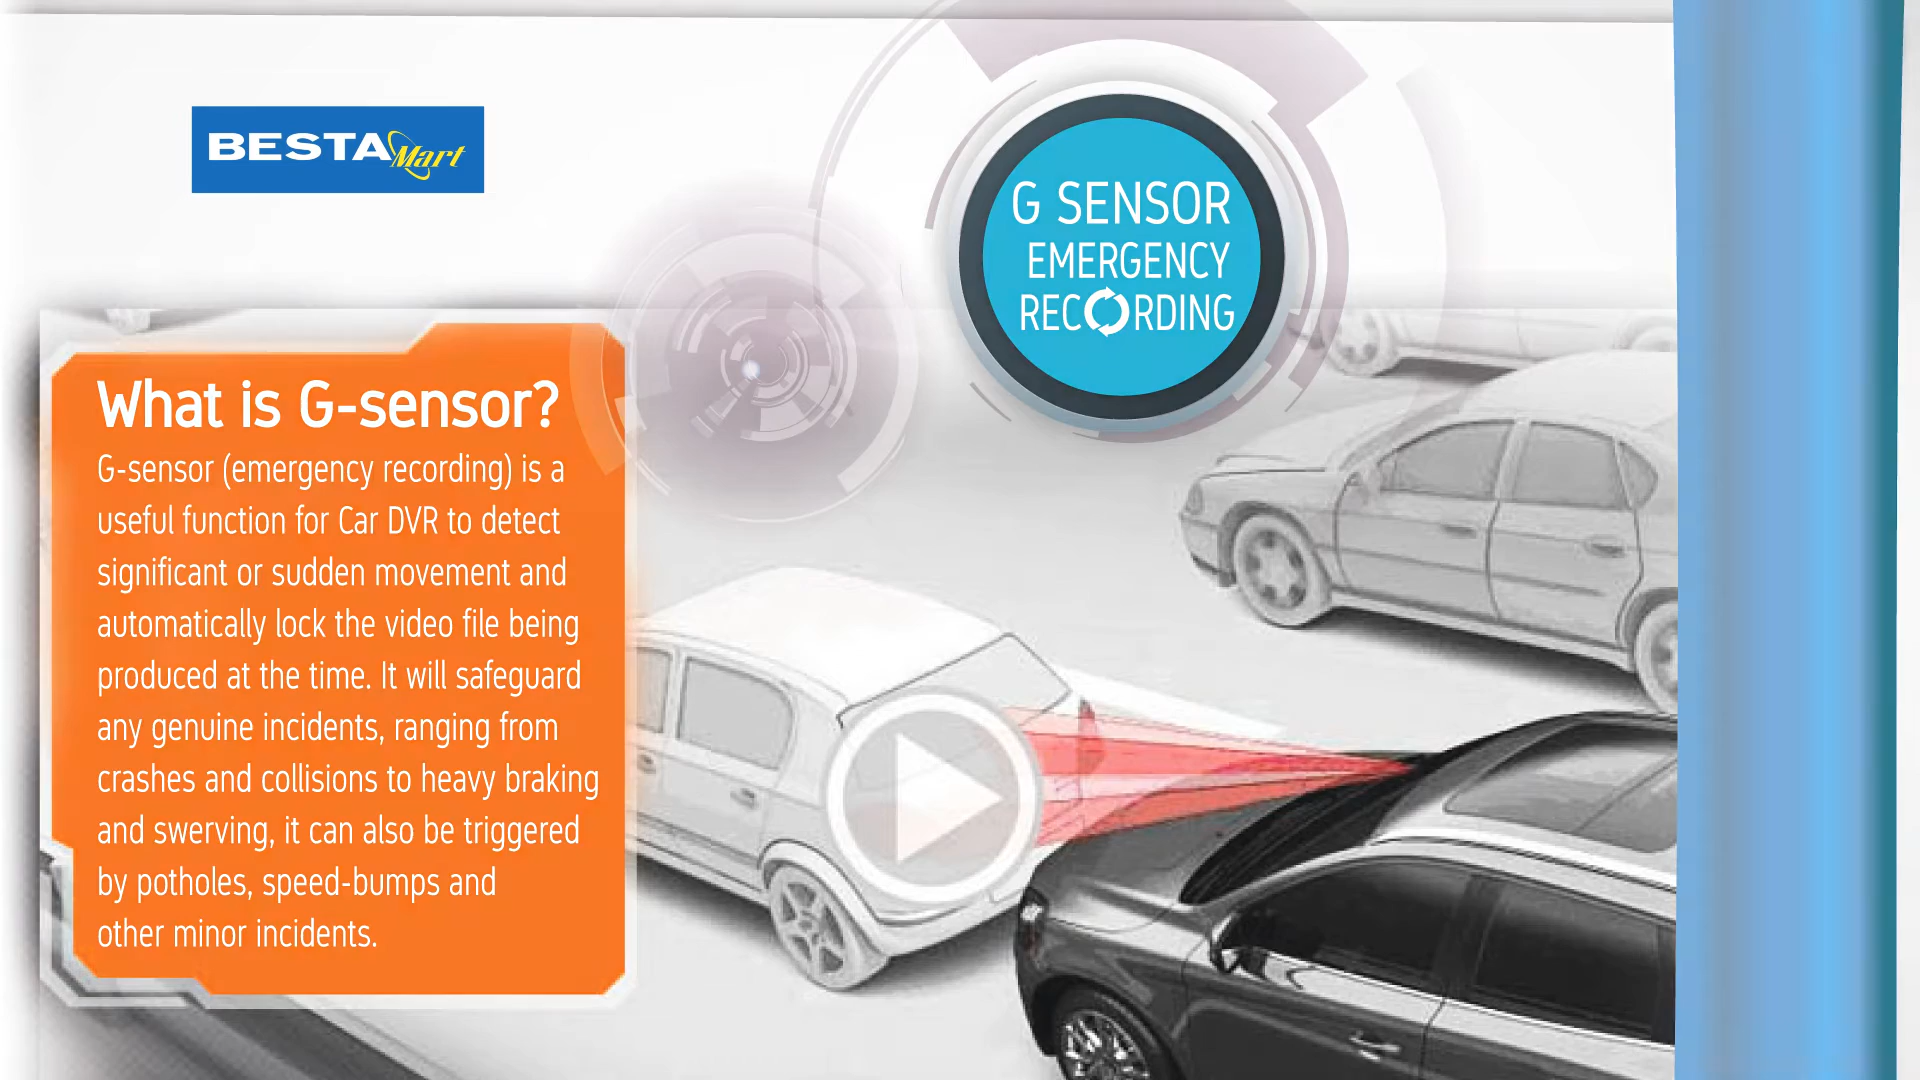 BESTA Mart
G SENSOR
EMERGENCY
RECORDING
What is G-sensor?
G-sensor (emergency recording) is a
useful function for Car DVR to detect
significant or sudden movement and
automatically lock the video file being
produced at the time. It will safeguard
any genuine incidents, ranging from
crashes and collisions to heavy braking
and swerving, it can also be triggered
by potholes, speed-bumps and
other minor incidents.